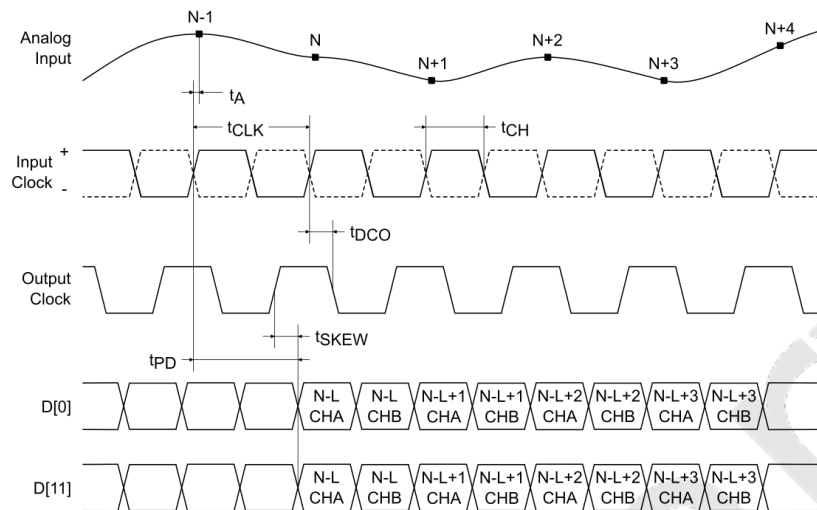 N-1
N
N+1
N+2
N+3
N+4
Analog
Input
tA
tCLK
tCH
Input
Clock
+
-
tDCO
Output
Clock
tSKEW
tPD
D[0]
N-L N-L N-L+1 N-L+1 N-L+2 N-L+2 N-L+3 N-L+3
CHA CHB CHA CHB CHA CHB CHA CHB
D[11]
N-L N-L N-L+1 N-L+1 N-L+2 N-L+2 N-L+3 N-L+3
CHA CHB CHA CHB CHA CHB CHA CHB